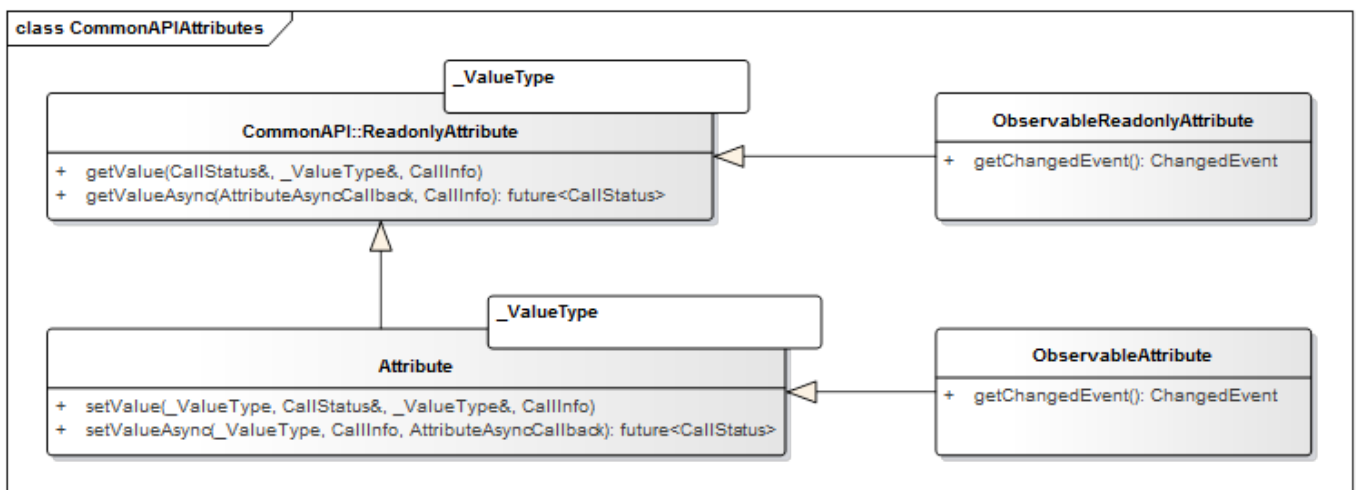 class CommonAPIAttributes
_ValueType
CommonAPI::ReadonlyAttribute
+ getValue(CallStatus&, _ValueType&, CallInfo)
+ getValueAsync(AttributeAsyncCallback, CallInfo): future<CallStatus>
ObservableReadonlyAttribute
+ getChangedEvent(): ChangedEvent
_ValueType
Attribute
+ setValue(_ValueType, CallStatus&, _ValueType&, CallInfo)
+ setValueAsync(_ValueType, CallInfo, AttributeAsyncCallback): future<CallStatus>
ObservableAttribute
+ getChangedEvent(): ChangedEvent